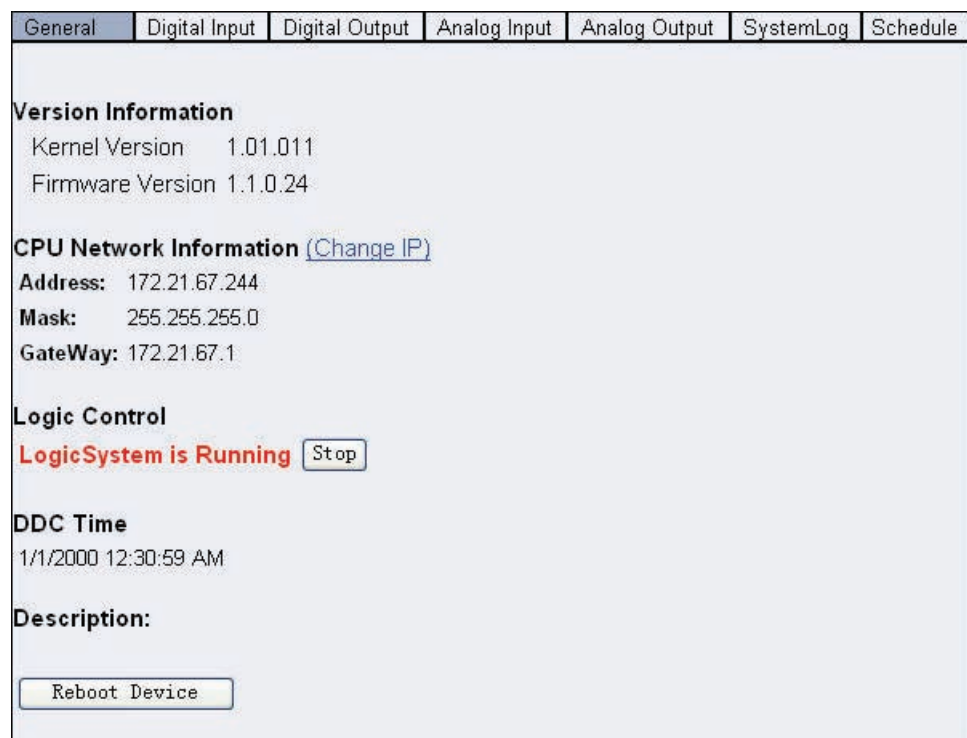 General Digital Input Digital Output Analog Input Analog Output SystemLog Schedule
Version Information
Kernel Version 1.01.011
Firmware Version 1.1.0.24
CPU Network Information (Change IP)
Address: 172.21.67.244
Mask: 255.255.255.0
GateWay: 172.21.67.1
Logic Control
LogicSystem is Running Stop
DDC Time
1/1/2000 12:30:59 AM
Description:
Reboot Device